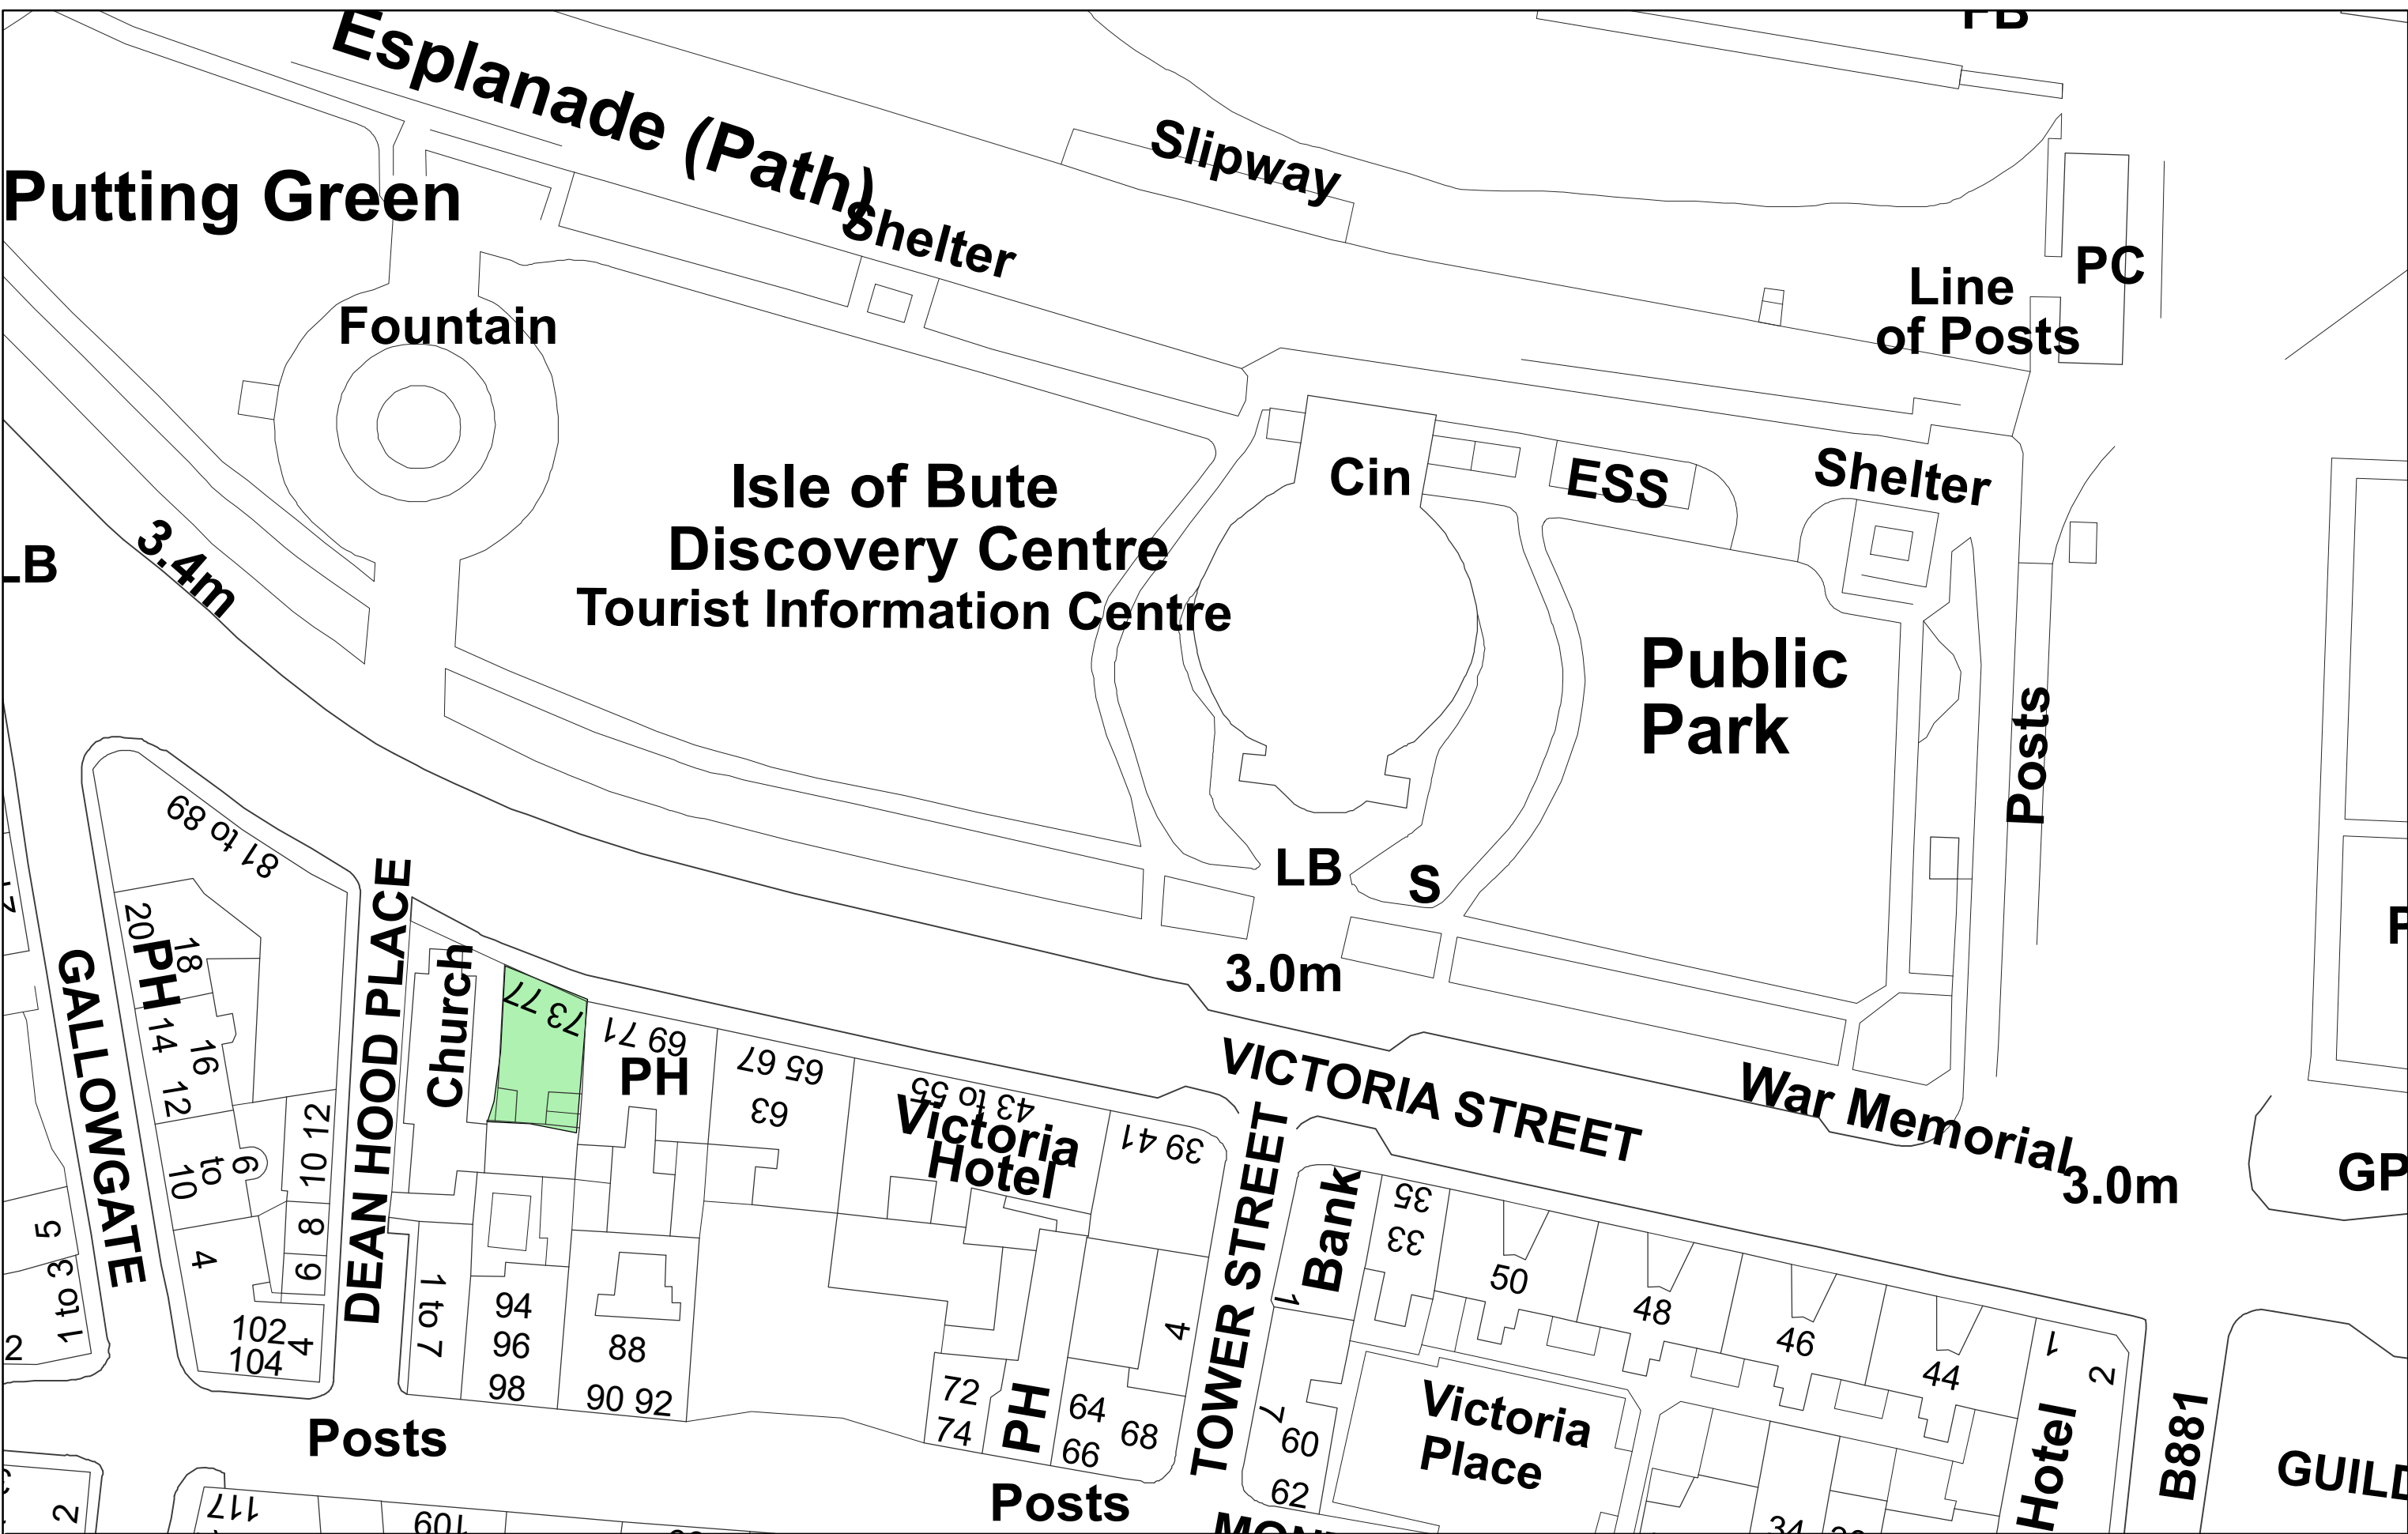 Esplanade (Path)
Slipway
Putting Green
Shelter
PC
Line
of Posts
Fountain
Cin
ESS
Shelter
Isle of Bute
Discovery Centre
Tourist Information Centre
LB
3.4m
Public
Park
Posts
81 to 89
LB
S
3.0m
20
PH
18
14
16
12
GALLOWGATE
DEAN HOOD PLACE
Church
73 77
69 71
PH
65 67
63
43 to 55
Victoria
Hotel
39 41
VICTORIA STREET
War Memorial
3.0m
GP
TOWER STREET
Bank
1
35
33
50
48
46
44
1
2
Hotel
B881
GUILD
10 12
8
6
6
to
10
4
5
1 to 3
2
102
104
4
1 to 7
94
96
98
88
90 92
72
74
PH
64
66
68
4
7
60
62
Victoria
Place
Posts
Posts
2
117
109
34